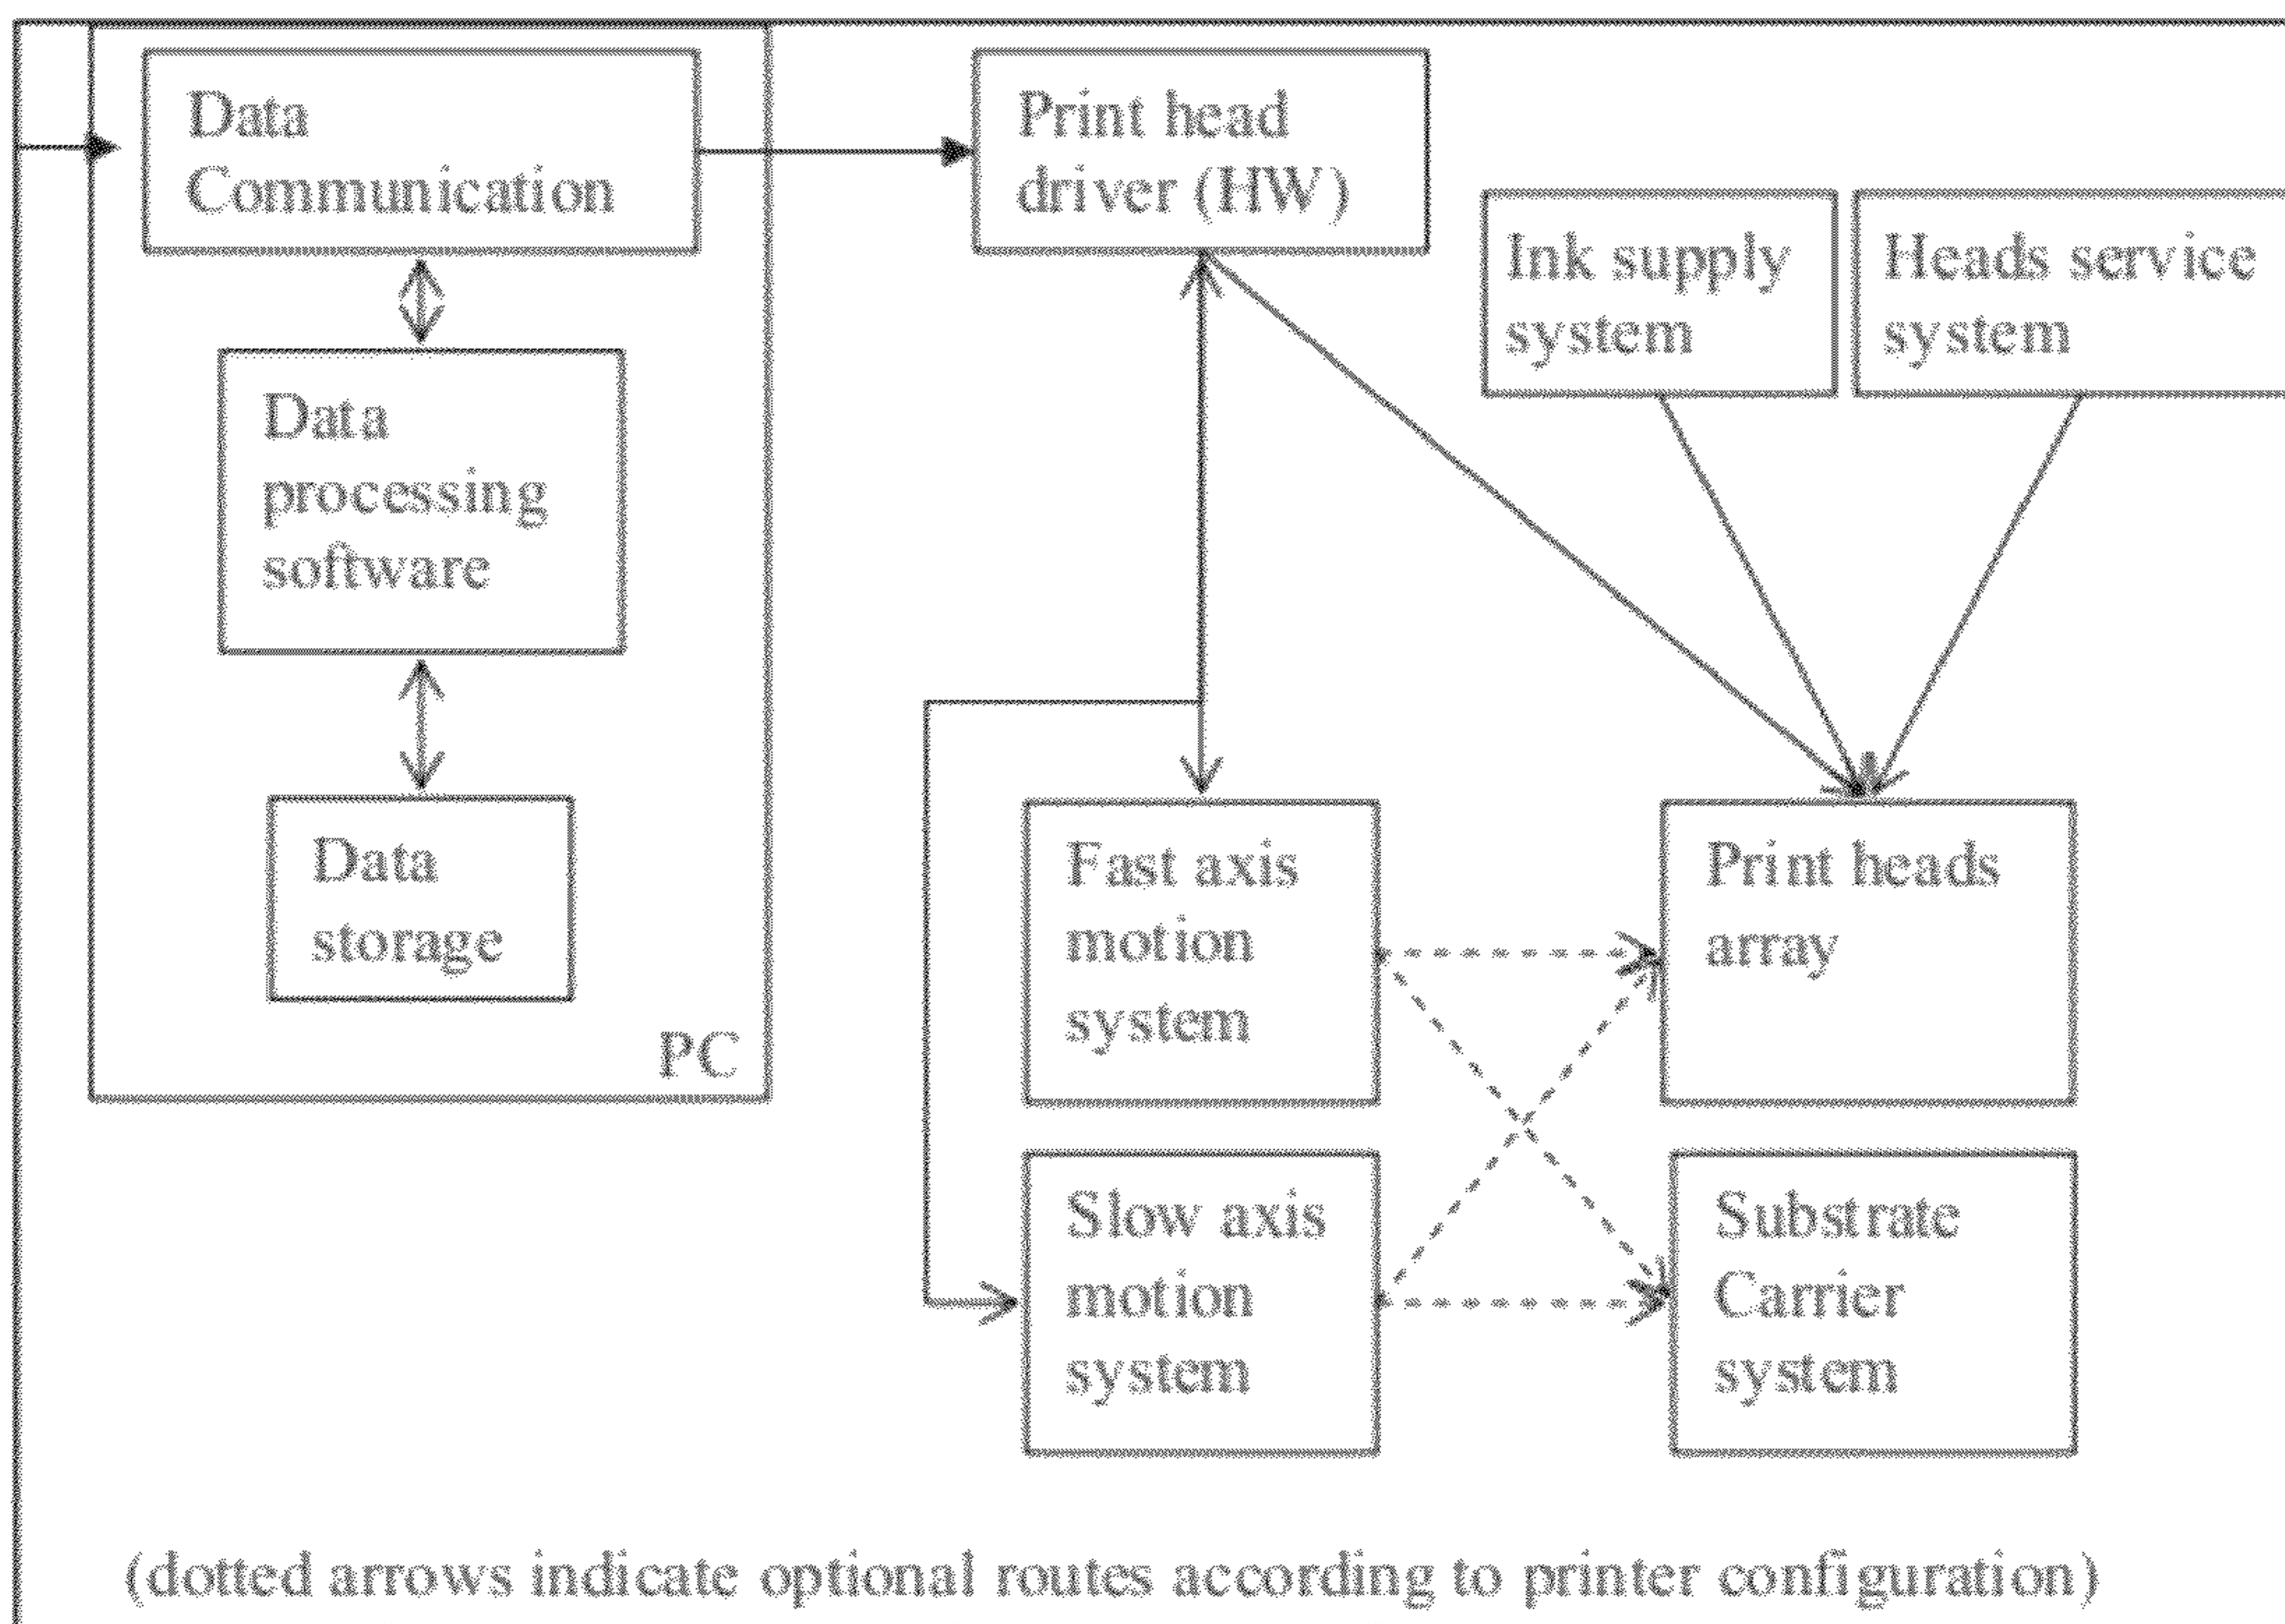 Data
Communication
Print head
driver (HW)
Ink supply
system
Heads service
system
Data
processing
software
Data
storage
PC
Fast axis
motion
system
Print heads
array
Slow axis
motion
system
Substrate
Carrier
system
(dotted arrows indicate optional routes according to printer configuration)